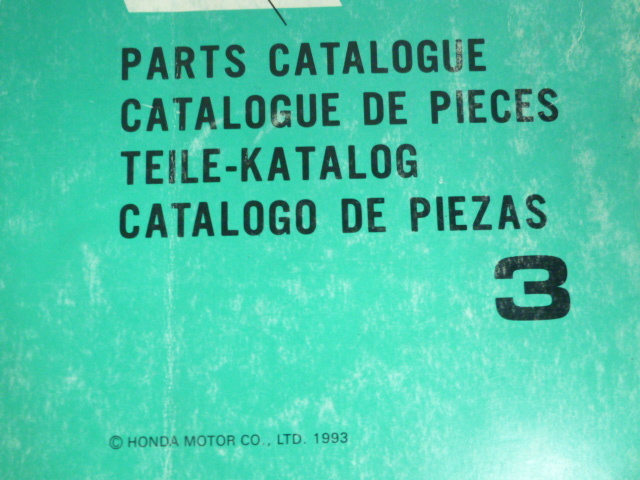 PARTS CATALOGUE
CATALOGUE DE PIECES
TEILE-KATALOG
CATALOGO DE PIEZAS
3
© HONDA MOTOR CO., LTD. 1993